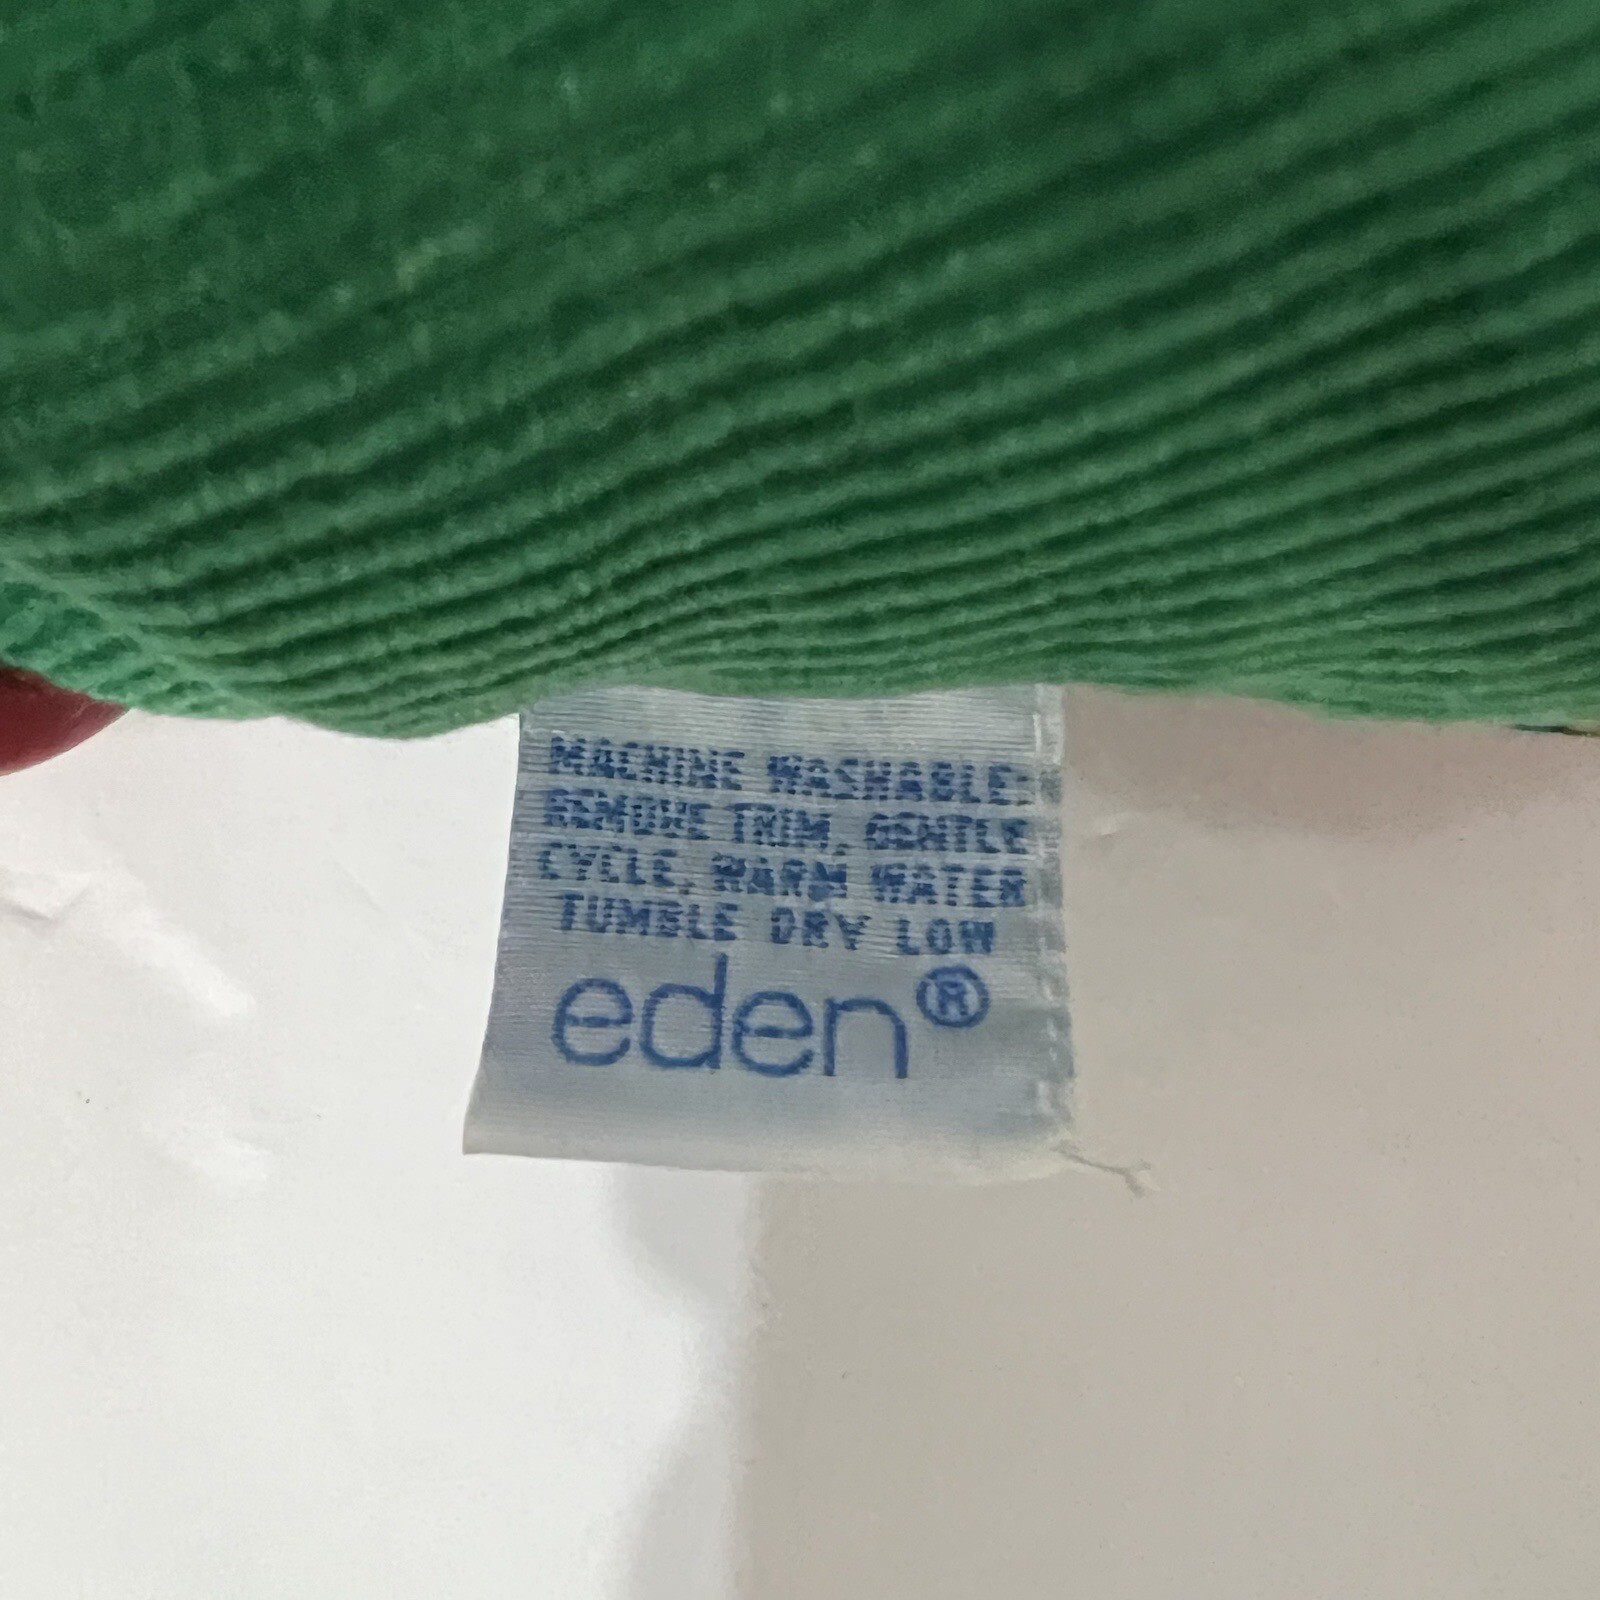 MACHINE WASHABLE:
REMOVE TRIM, GENTLE
CYCLE, WARM WATER
TUMBLE DRY LOW
eden®